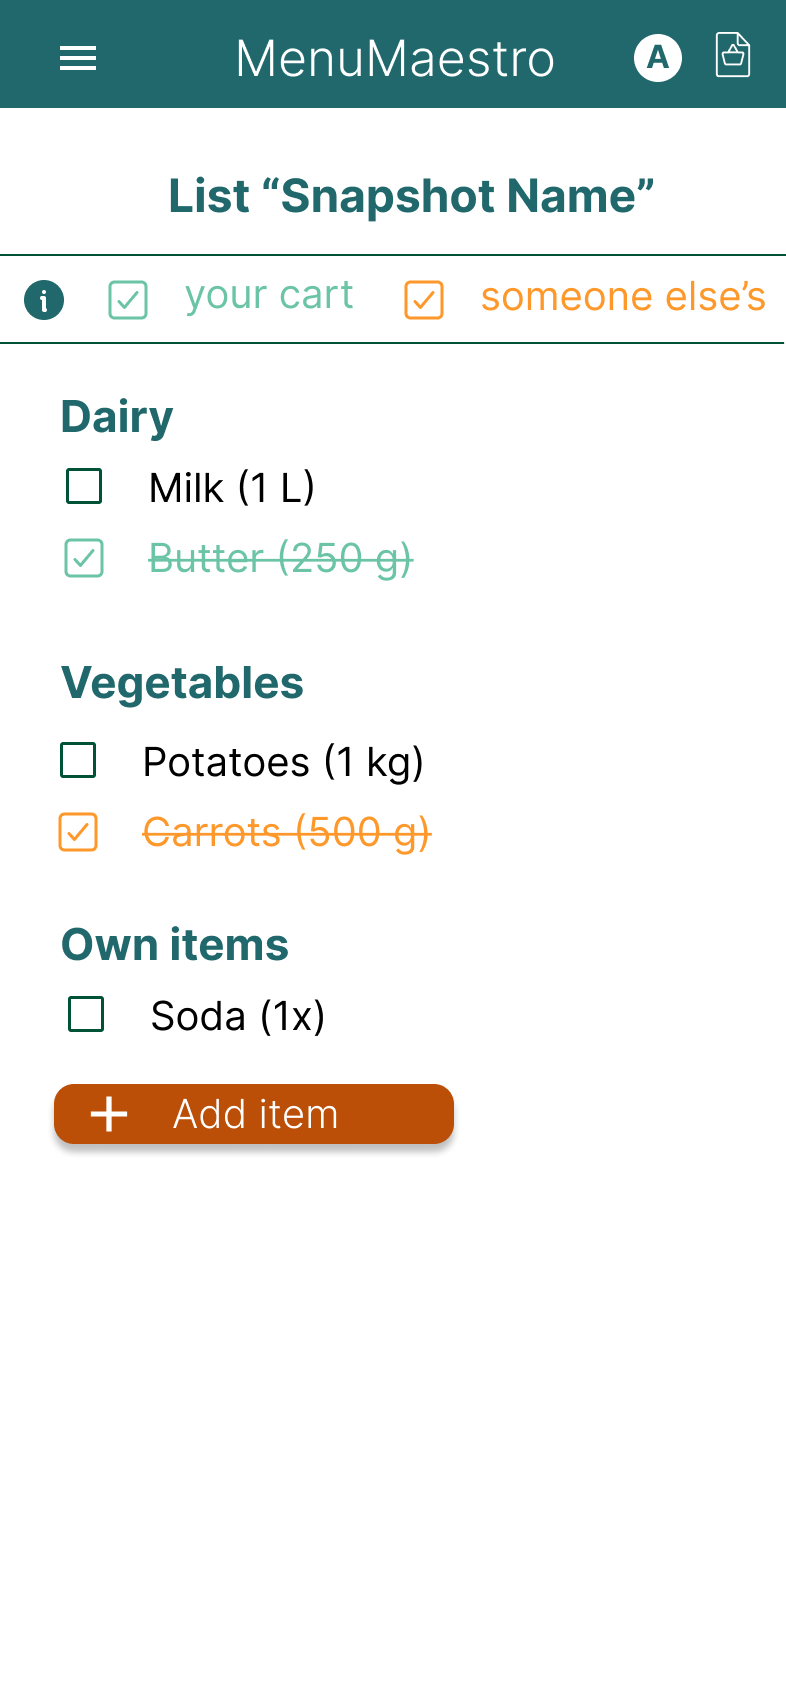 MenuMaestro A
List “Snapshot Name”
i your cart someone else’s
Dairy
Milk (1 L)
Butter (250 g)
Vegetables
Potatoes (1 kg)
Carrots (500 g)
Own items
Soda (1x)
Add item